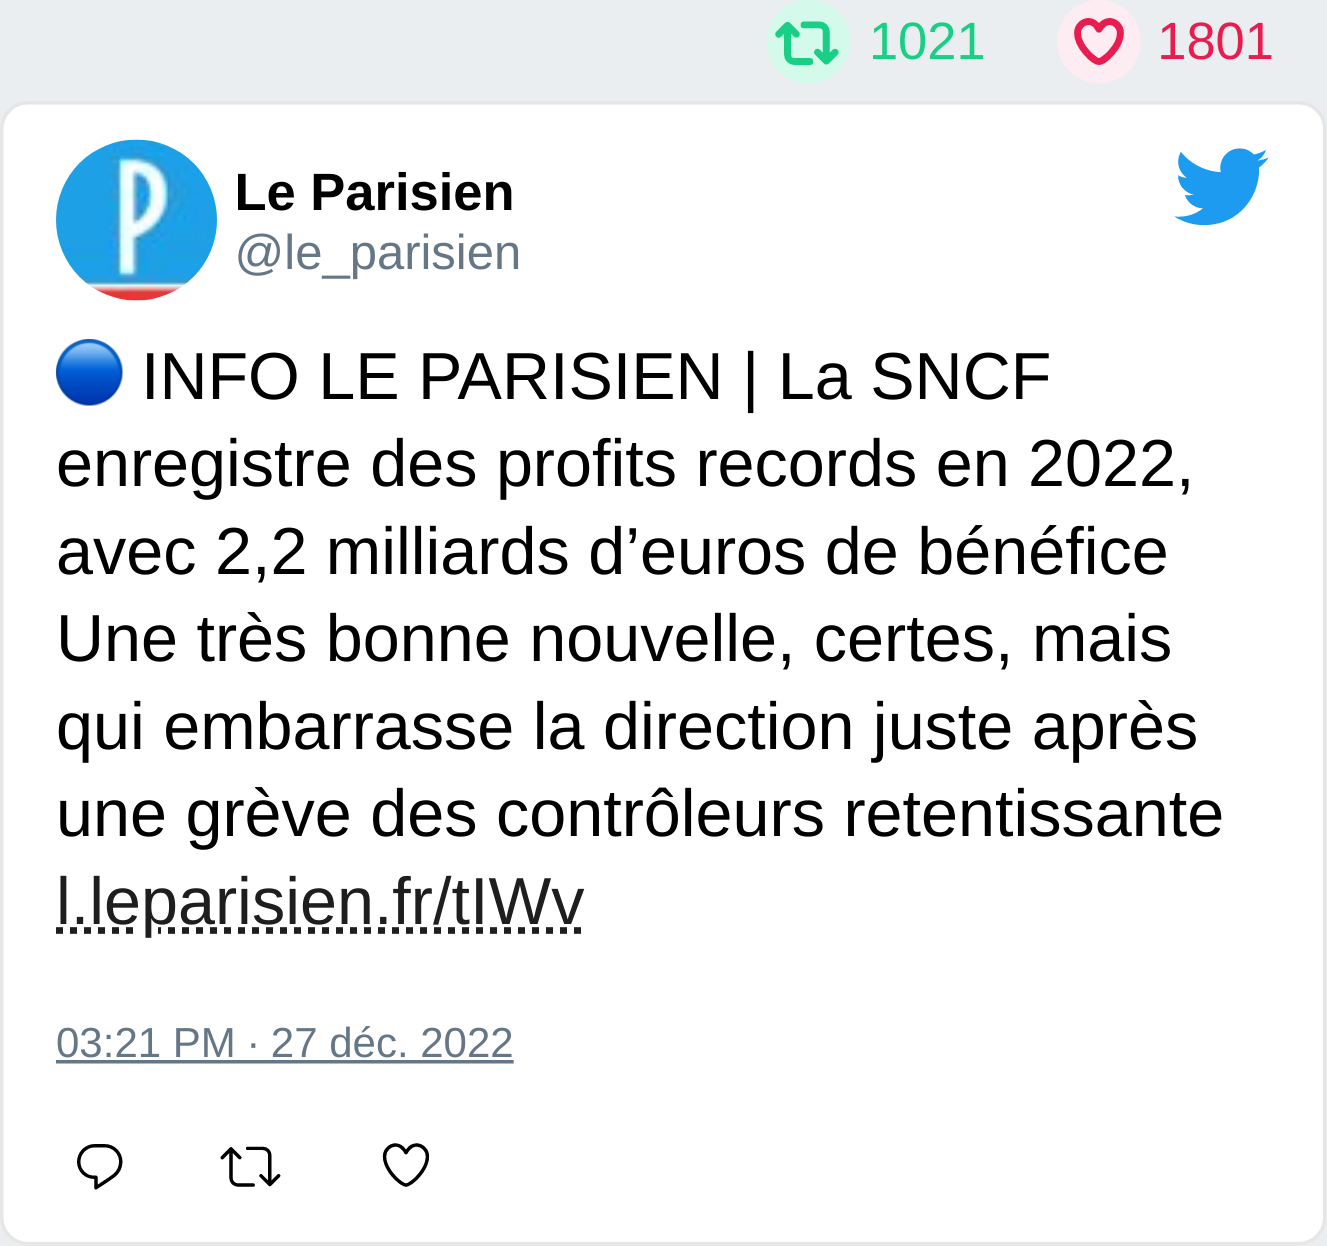 1021 1801
Le Parisien
@le_parisien
🔵 INFO LE PARISIEN | La SNCF
enregistre des profits records en 2022,
avec 2,2 milliards d’euros de bénéfice
Une très bonne nouvelle, certes, mais
qui embarrasse la direction juste après
une grève des contrôleurs retentissante
l.leparisien.fr/tIWv
03:21 PM · 27 déc. 2022